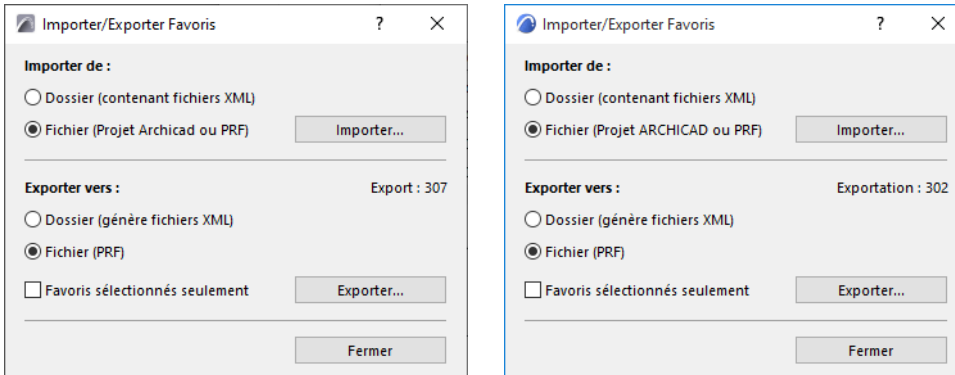 Importer/Exporter Favoris
?
Importer de :
Dossier (contenant fichiers XML)
Fichier (Projet Archicad ou PRF)
Importer...
Exporter vers :
Export : 307
Dossier (génère fichiers XML)
Fichier (PRF)
Favoris sélectionnés seulement
Exporter...
Fermer
Importer/Exporter Favoris
?
Importer de :
Dossier (contenant fichiers XML)
Fichier (Projet ARCHICAD ou PRF)
Importer...
Exporter vers :
Exportation : 302
Dossier (génère fichiers XML)
Fichier (PRF)
Favoris sélectionnés seulement
Exporter...
Fermer